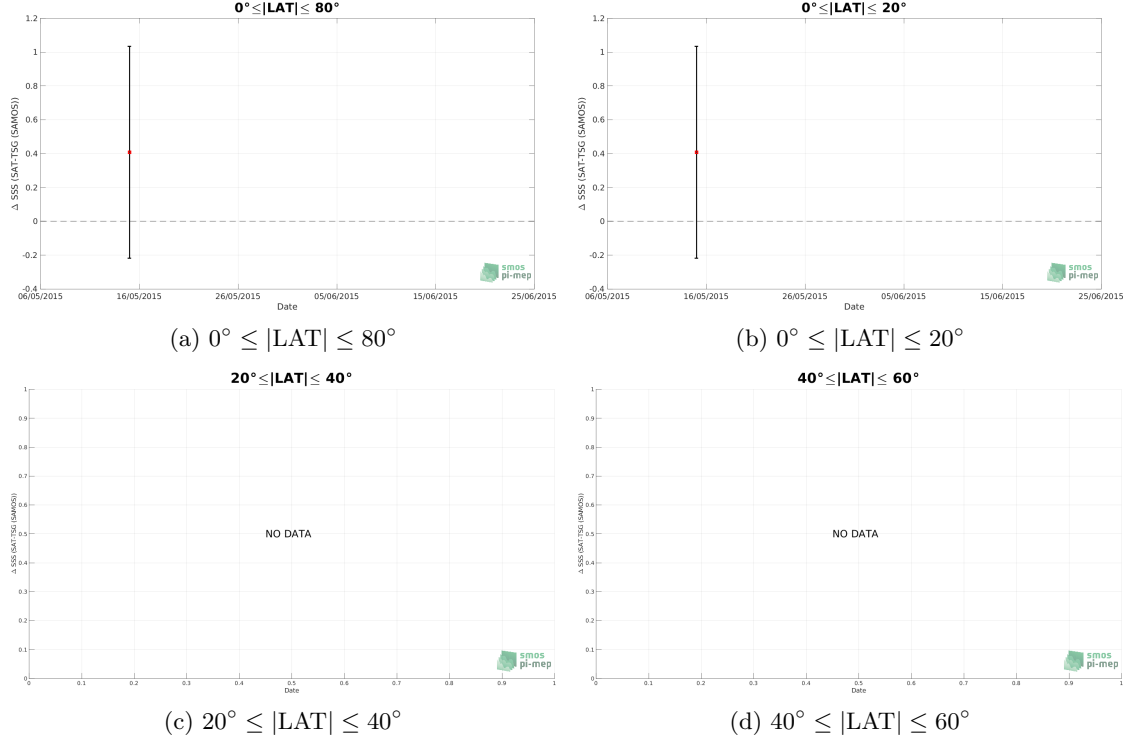 0°≤|LAT|≤ 80°
1.2
1
0.8
0.6
0.4
0.2
0
-0.2
-0.4
Δ SSS (SAT-TSG (SAMOS))
06/05/2015 16/05/2015 26/05/2015 05/06/2015 15/06/2015 25/06/2015
Date
smos
pi-mep
(a) 0° ≤ |LAT| ≤ 80°
0°≤|LAT|≤ 20°
1.2
1
0.8
0.6
0.4
0.2
0
-0.2
-0.4
Δ SSS (SAT-TSG (SAMOS))
06/05/2015 16/05/2015 26/05/2015 05/06/2015 15/06/2015 25/06/2015
Date
smos
pi-mep
(b) 0° ≤ |LAT| ≤ 20°
20°≤|LAT|≤ 40°
1
0.9
0.8
0.7
0.6
0.5
0.4
0.3
0.2
0.1
0
Δ SSS (SAT-TSG (SAMOS))
NO DATA
0 0.1 0.2 0.3 0.4 0.5 0.6 0.7 0.8 0.9 1
Date
smos
pi-mep
(c) 20° ≤ |LAT| ≤ 40°
40°≤|LAT|≤ 60°
1
0.9
0.8
0.7
0.6
0.5
0.4
0.3
0.2
0.1
0
Δ SSS (SAT-TSG (SAMOS))
NO DATA
0 0.1 0.2 0.3 0.4 0.5 0.6 0.7 0.8 0.9 1
Date
smos
pi-mep
(d) 40° ≤ |LAT| ≤ 60°